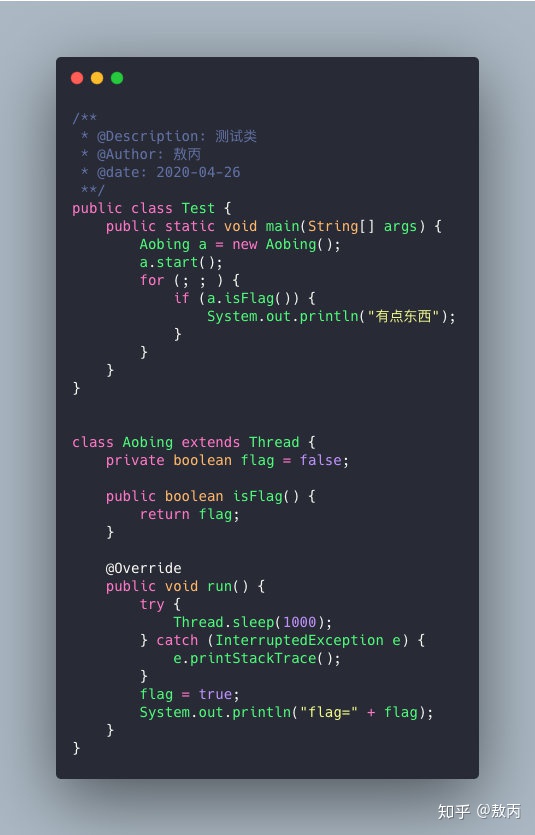 /**
 * @Description: 测试类
 * @Author: 敖丙
 * @date: 2020-04-26
 **/
public class Test {
    public static void main(String[] args) {
        Aobing a = new Aobing();
        a.start();
        for (; ; ) {
            if (a.isFlag()) {
                System.out.println("有点东西");
            }
        }
    }
}
class Aobing extends Thread {
    private boolean flag = false;
    public boolean isFlag() {
        return flag;
    }
    @Override
    public void run() {
        try {
            Thread.sleep(1000);
        } catch (InterruptedException e) {
            e.printStackTrace();
        }
        flag = true;
        System.out.println("flag=" + flag);
    }
}
知乎 @敖丙